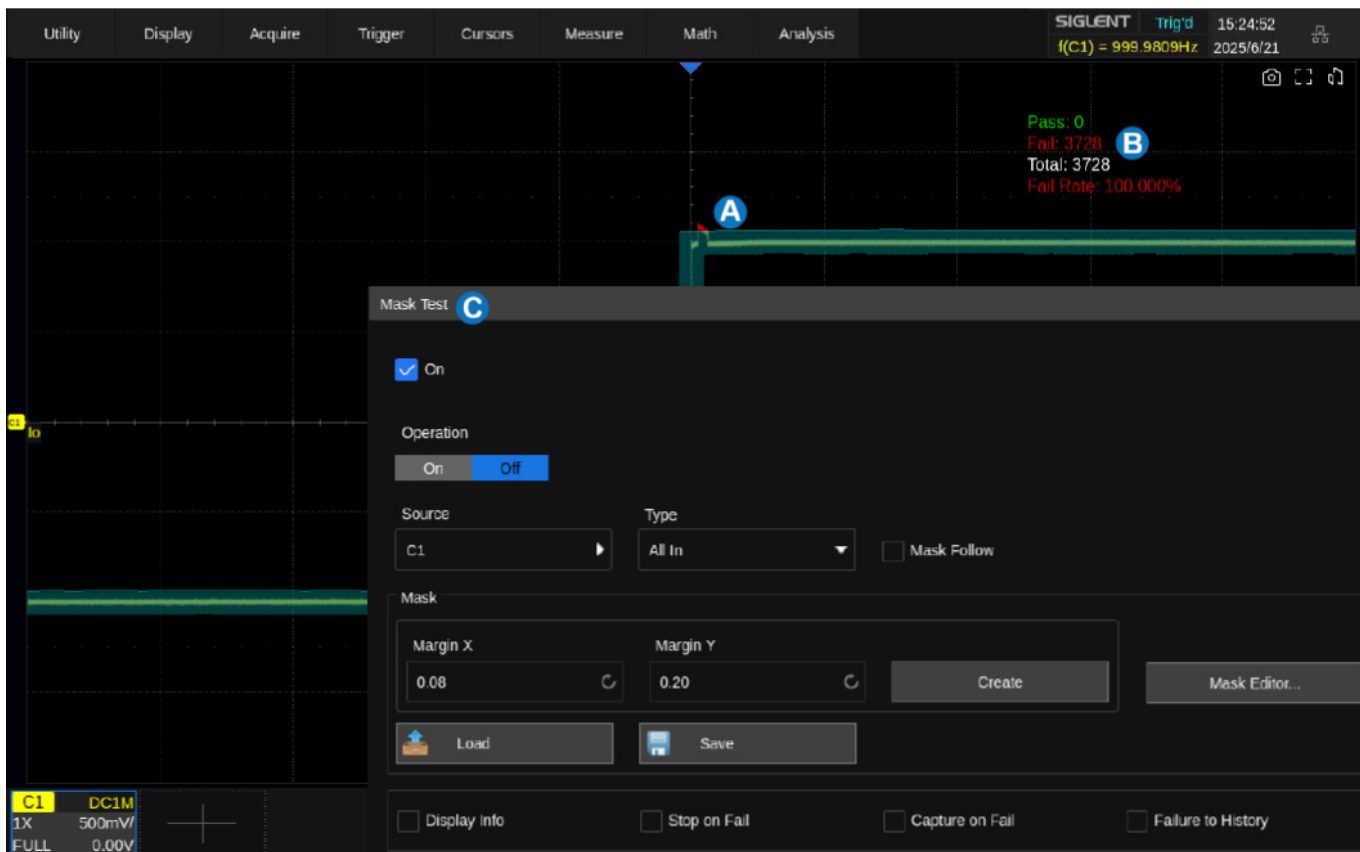 Utility Display Acquire Trigger Cursors Measure Math Analysis SIGLENT Trig'd 15:24:52
f(C1) = 999.9809Hz 2025/6/21
Pass: 0
Fail: 3728 B
Total: 3728
Fail Rate: 100.000%
A
Mask Test C
On
C1
lo
Operation
On Off
Source Type
C1 All In Mask Follow
Mask
Margin X Margin Y
0.08 0.20 Create Mask Editor...
Load Save
C1 DC1M
1X 500mV/
FULL 0.00V
Display Info Stop on Fail Capture on Fail Failure to History